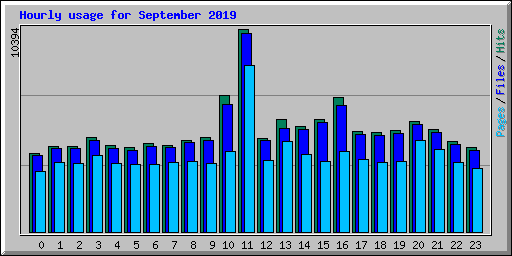 Hourly usage for September 2019
10394
Pages / Files / Hits
0 1 2 3 4 5 6 7 8 9 10 11 12 13 14 15 16 17 18 19 20 21 22 23